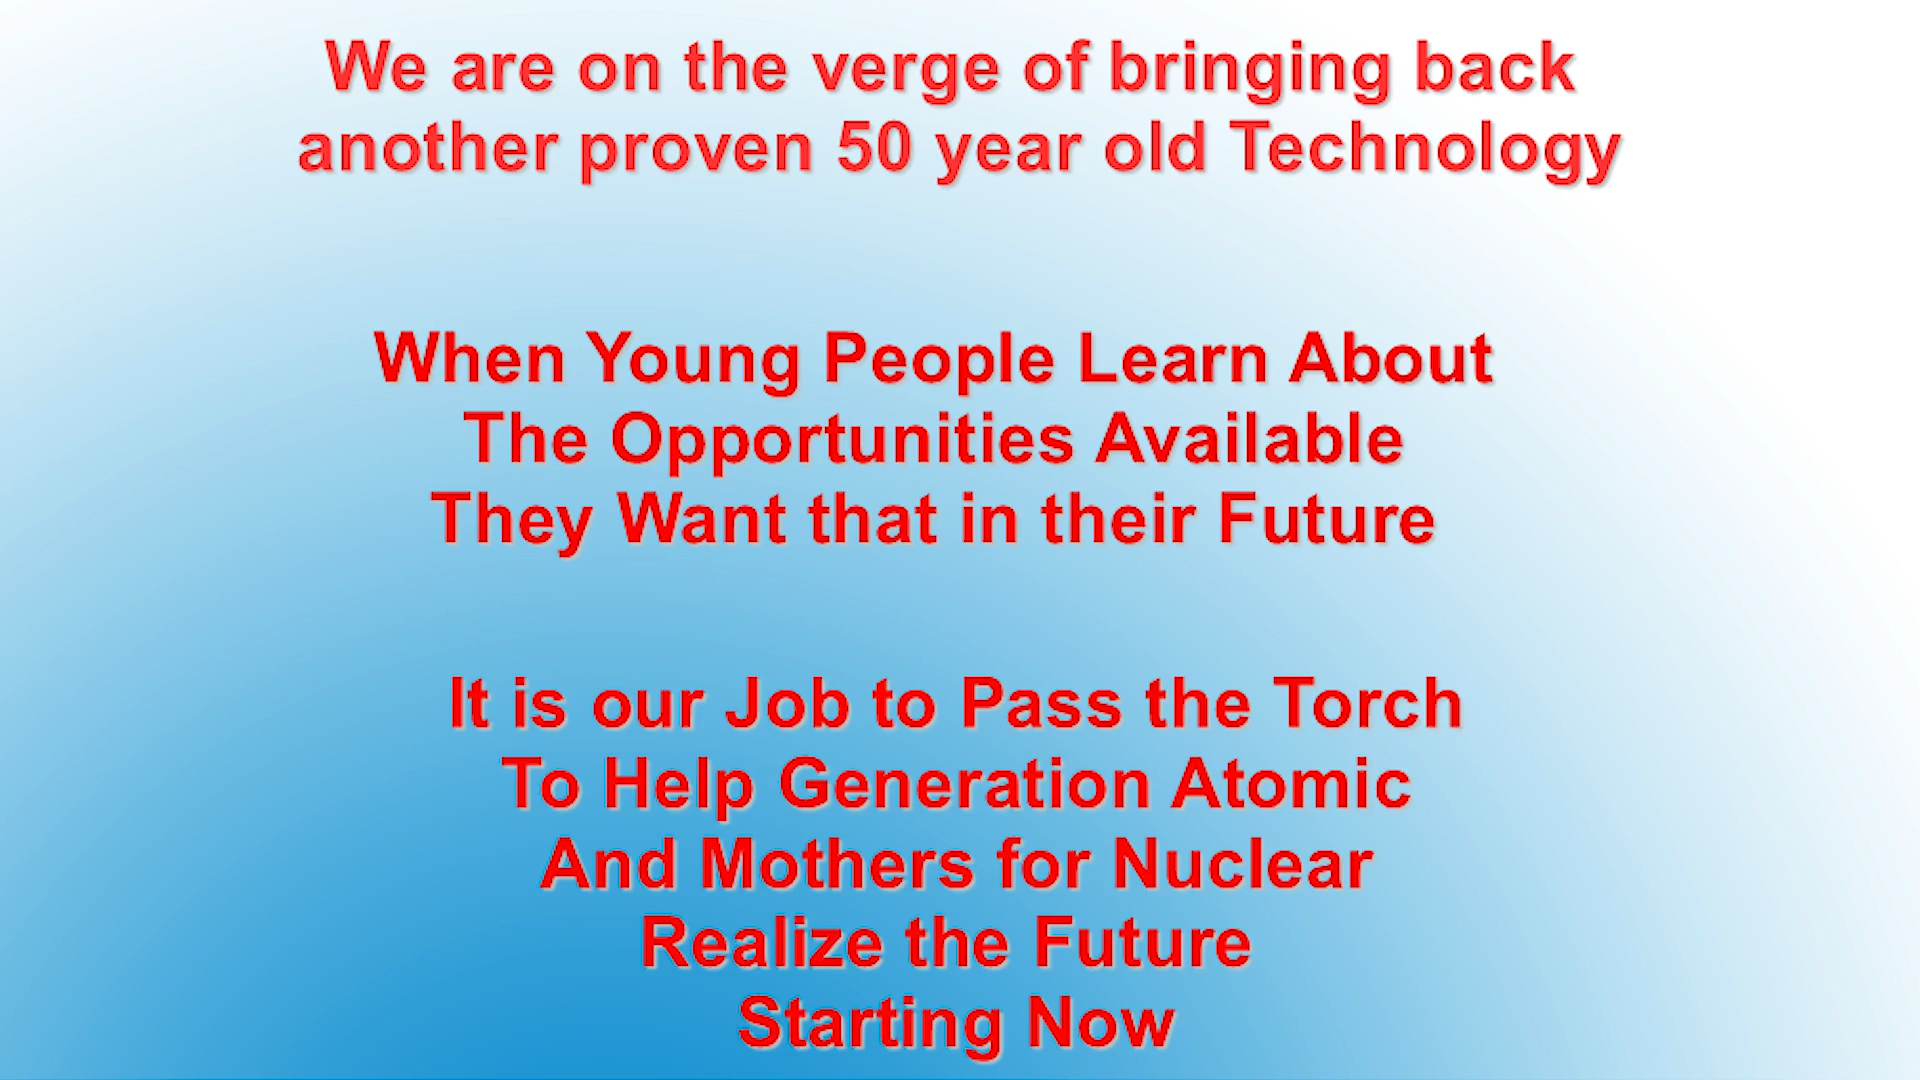 We are on the verge of bringing back
another proven 50 year old Technology
When Young People Learn About
The Opportunities Available
They Want that in their Future
It is our Job to Pass the Torch
To Help Generation Atomic
And Mothers for Nuclear
Realize the Future
Starting Now